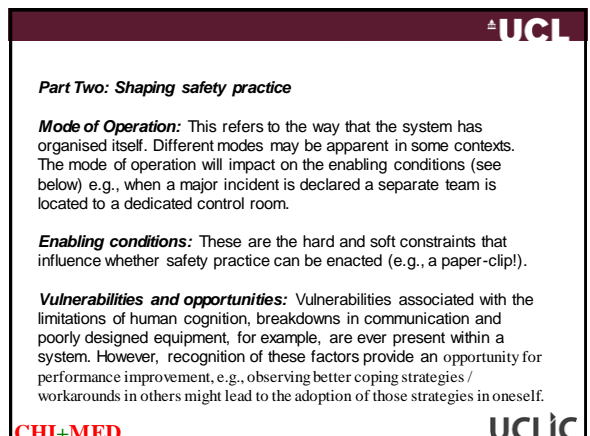 UCL
Part Two: Shaping safety practice
Mode of Operation: This refers to the way that the system has
organised itself. Different modes may be apparent in some contexts.
The mode of operation will impact on the enabling conditions (see
below) e.g., when a major incident is declared a separate team is
located to a dedicated control room.
Enabling conditions: These are the hard and soft constraints that
influence whether safety practice can be enacted (e.g., a paper-clip!).
Vulnerabilities and opportunities: Vulnerabilities associated with the
limitations of human cognition, breakdowns in communication and
poorly designed equipment, for example, are ever present within a
system. However, recognition of these factors provide an opportunity for
performance improvement, e.g., observing better coping strategies /
workarounds in others might lead to the adoption of those strategies in oneself.
CHI+MED
UCLIC